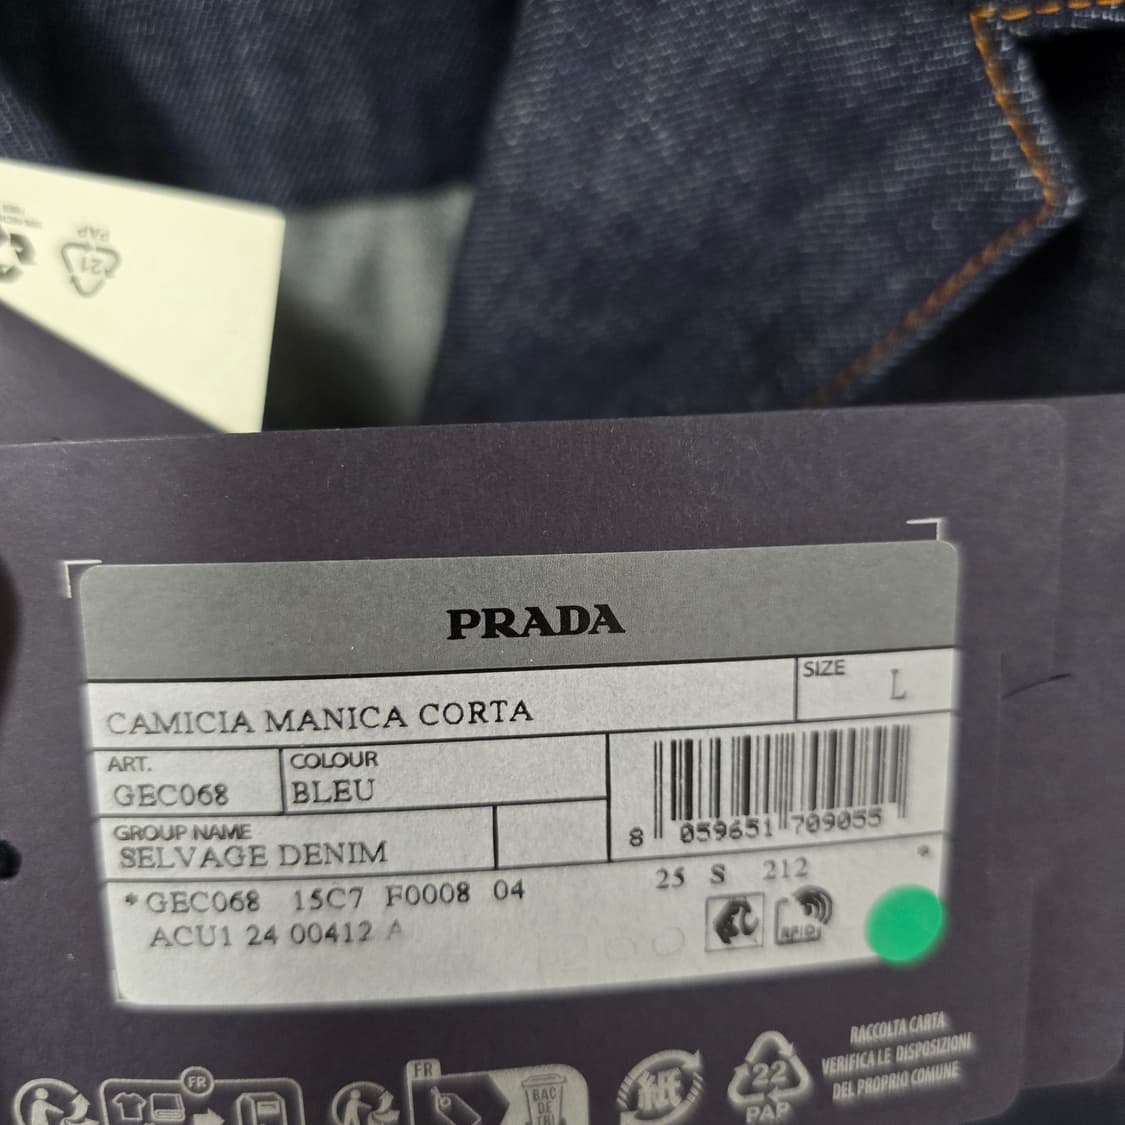 21
PAP
PRADA
SIZE
L
CAMICIA MANICA CORTA
ART.
GEC068
COLOUR
BLEU
GROUP NAME
SELVAGE DENIM
8 059651 709055
*GEC068 15C7 F0008 04
25 S 212 *
ACU1 24 00412 A
RFID
RACCOLTA CARTA
VERIFICA LE DISPOSIZIONI
DEL PROPRIO COMUNE
FR
FR
BAC
DE
TRI
紙
22
PAP